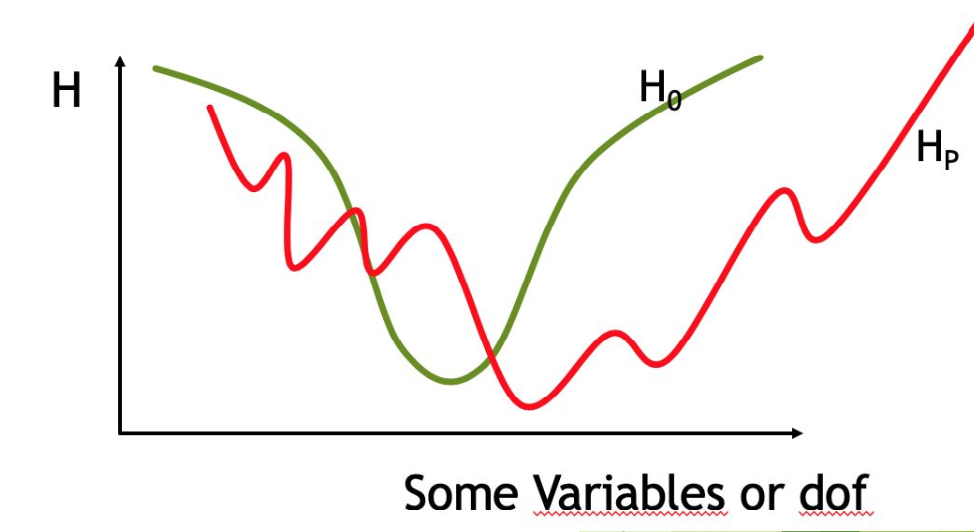 H
H₀
Hₚ
Some Variables or dof